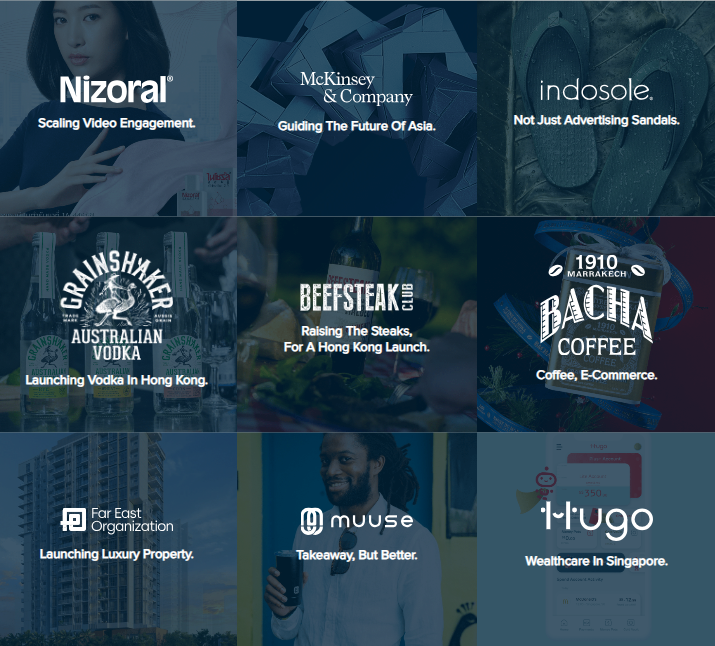 Nizoral®
Scaling Video Engagement.
McKinsey
& Company
Guiding The Future Of Asia.
indosole.
Not Just Advertising Sandals.
GRAINSHAKER
TRADE MARK
AUSSIE GRAIN
AUSTRALIAN
VODKA
Launching Vodka In Hong Kong.
BEEFSTEAK CLUB
Raising The Steaks,
For A Hong Kong Launch.
1910
MARRAKECH
BACHA
COFFEE
Coffee, E-Commerce.
Far East
Organization
Launching Luxury Property.
muuse
Takeaway, But Better.
Hugo
Wealthcare In Singapore.